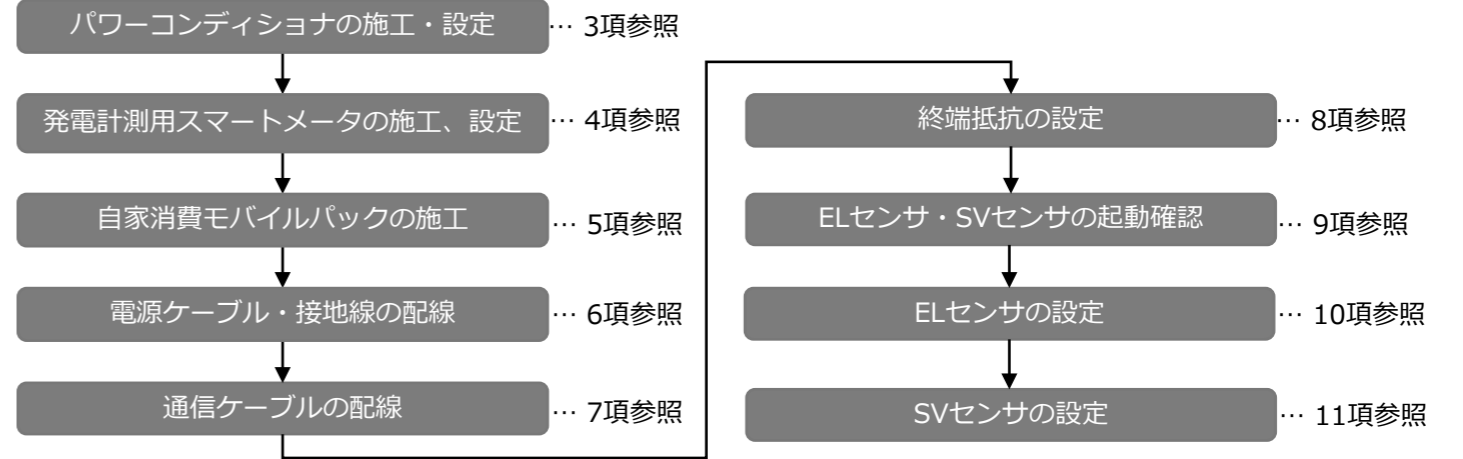 パワーコンディショナの施工・設定 … 3項参照
発電計測用スマートメータの施工、設定 … 4項参照
自家消費モバイルパックの施工 … 5項参照
電源ケーブル・接地線の配線 … 6項参照
通信ケーブルの配線 … 7項参照
終端抵抗の設定 … 8項参照
ELセンサ・SVセンサの起動確認 … 9項参照
ELセンサの設定 … 10項参照
SVセンサの設定 … 11項参照